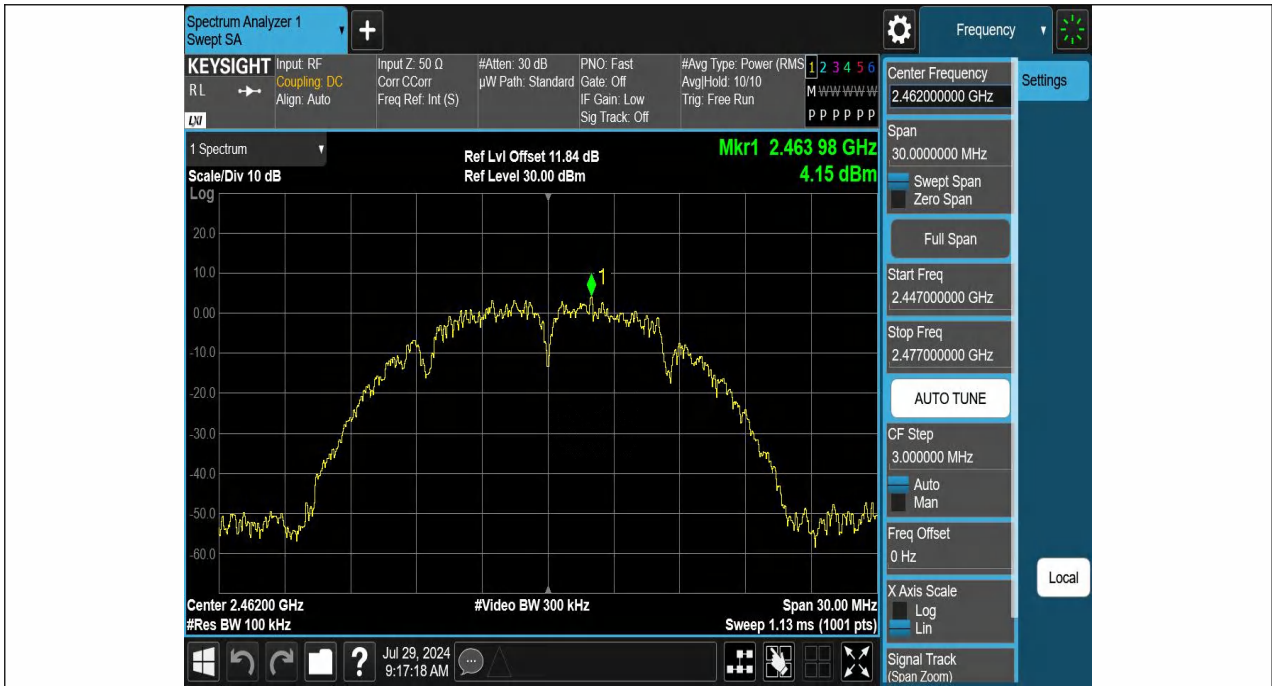 Spectrum Analyzer 1
Swept SA
+
Frequency
KEYSIGHT
RL
LXI
Input: RF
Coupling: DC
Align: Auto
Input Z: 50 Ω
Corr CCorr
Freq Ref: Int (S)
#Atten: 30 dB
µW Path: Standard
PNO: Fast
Gate: Off
IF Gain: Low
Sig Track: Off
#Avg Type: Power (RMS
Avg|Hold: 10/10
Trig: Free Run
1 2 3 4 5 6
M W W W W W
P P P P P P
1 Spectrum
Scale/Div 10 dB
Log
Ref Lvl Offset 11.84 dB
Ref Level 30.00 dBm
Mkr1 2.463 98 GHz
4.15 dBm
1
20.0
10.0
0.00
-10.0
-20.0
-30.0
-40.0
-50.0
-60.0
Center 2.46200 GHz
#Res BW 100 kHz
#Video BW 300 kHz
Span 30.00 MHz
Sweep 1.13 ms (1001 pts)
Center Frequency
2.462000000 GHz
Settings
Span
30.0000000 MHz
Swept Span
Zero Span
Full Span
Start Freq
2.447000000 GHz
Stop Freq
2.477000000 GHz
AUTO TUNE
CF Step
3.000000 MHz
Auto
Man
Freq Offset
0 Hz
X Axis Scale
Log
Lin
Local
Signal Track
(Span Zoom)
?
Jul 29, 2024
9:17:18 AM